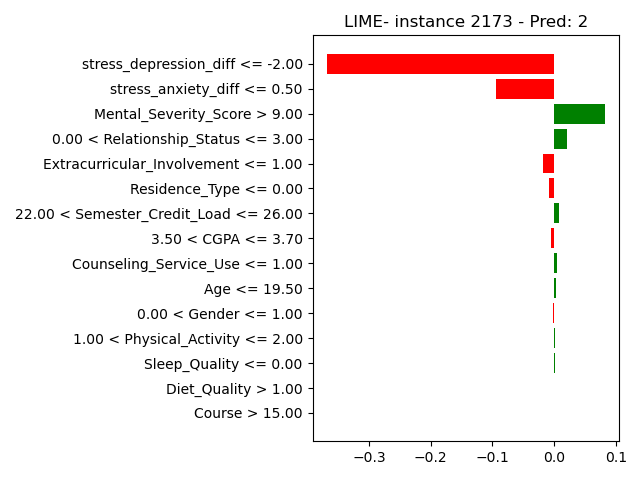 LIME- instance 2173 - Pred: 2
stress_depression_diff <= -2.00
stress_anxiety_diff <= 0.50
Mental_Severity_Score > 9.00
0.00 < Relationship_Status <= 3.00
Extracurricular_Involvement <= 1.00
Residence_Type <= 0.00
22.00 < Semester_Credit_Load <= 26.00
3.50 < CGPA <= 3.70
Counseling_Service_Use <= 1.00
Age <= 19.50
0.00 < Gender <= 1.00
1.00 < Physical_Activity <= 2.00
Sleep_Quality <= 0.00
Diet_Quality > 1.00
Course > 15.00
−0.3 −0.2 −0.1 0.0 0.1